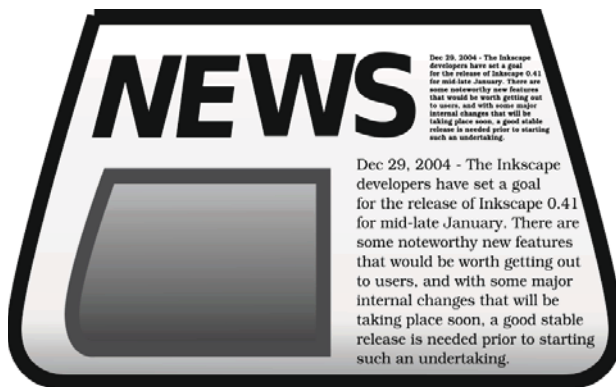 NEWS
Dec 29, 2004 - The Inkscape
developers have set a goal
for the release of Inkscape 0.41
for mid-late January. There are
some noteworthy new features
that would be worth getting out
to users, and with some major
internal changes that will be
taking place soon, a good stable
release is needed prior to starting
such an undertaking.
Dec 29, 2004 - The Inkscape
developers have set a goal
for the release of Inkscape 0.41
for mid-late January. There are
some noteworthy new features
that would be worth getting out
to users, and with some major
internal changes that will be
taking place soon, a good stable
release is needed prior to starting
such an undertaking.